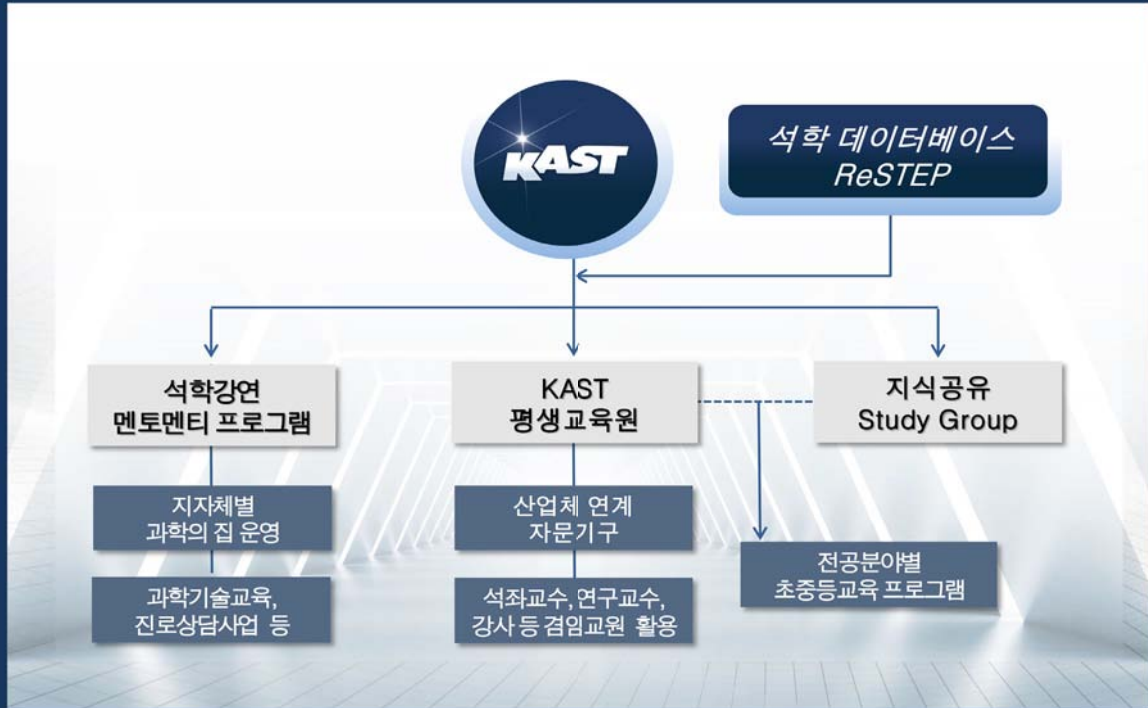 KAST
석학 데이터베이스
ReSTEP
석학강연
멘토멘티 프로그램
KAST
평생교육원
지식공유
Study Group
지자체별
과학의 집 운영
산업체 연계
자문기구
전공분야별
초중등교육 프로그램
과학기술교육,
진로상담사업 등
석좌교수, 연구교수,
강사 등 겸임교원 활용